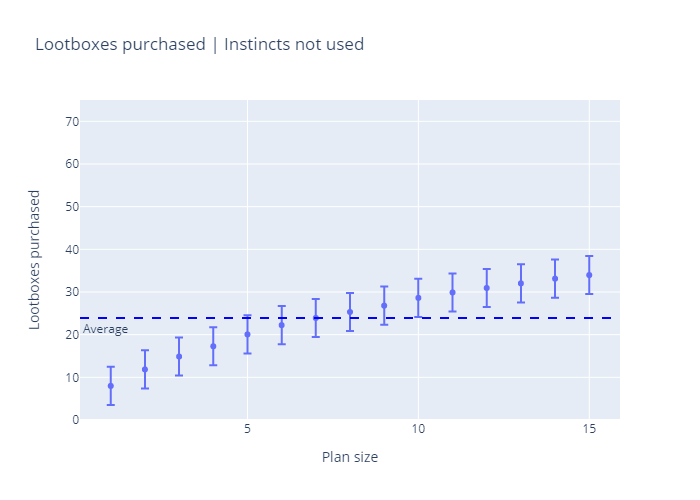 Lootboxes purchased | Instincts not used
70
60
50
40
30
20
10
0
Lootboxes purchased
Average
5
10
15
Plan size